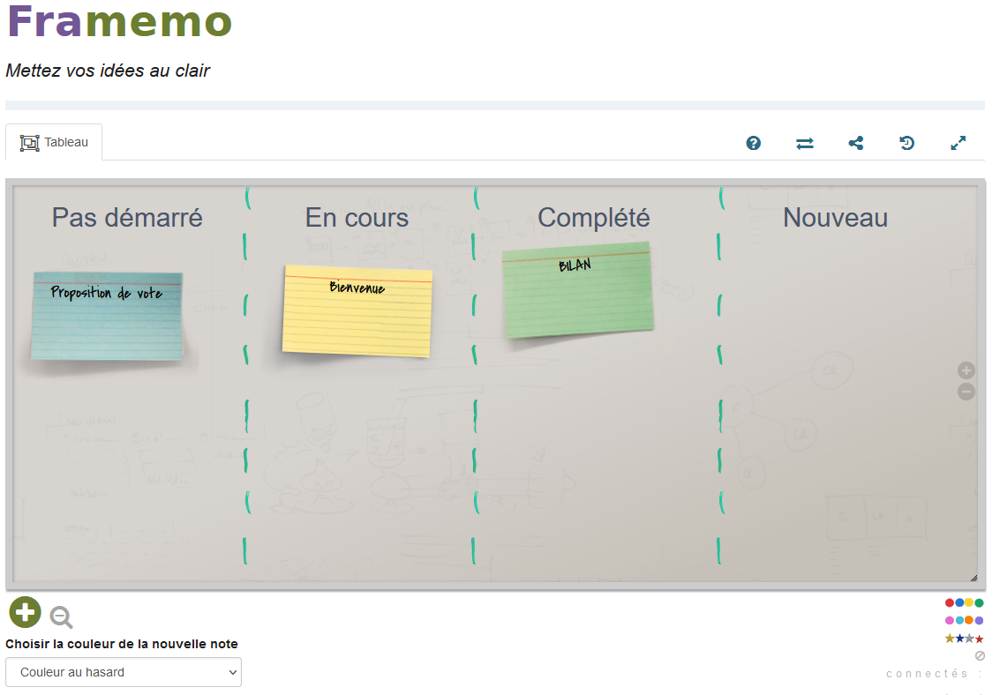 Framemo
Mettez vos idées au clair
Tableau
Pas démarré
En cours
Complété
Nouveau
Proposition de vote
Bienvenue
BILAN
Choisir la couleur de la nouvelle note
Couleur au hasard
connectés :